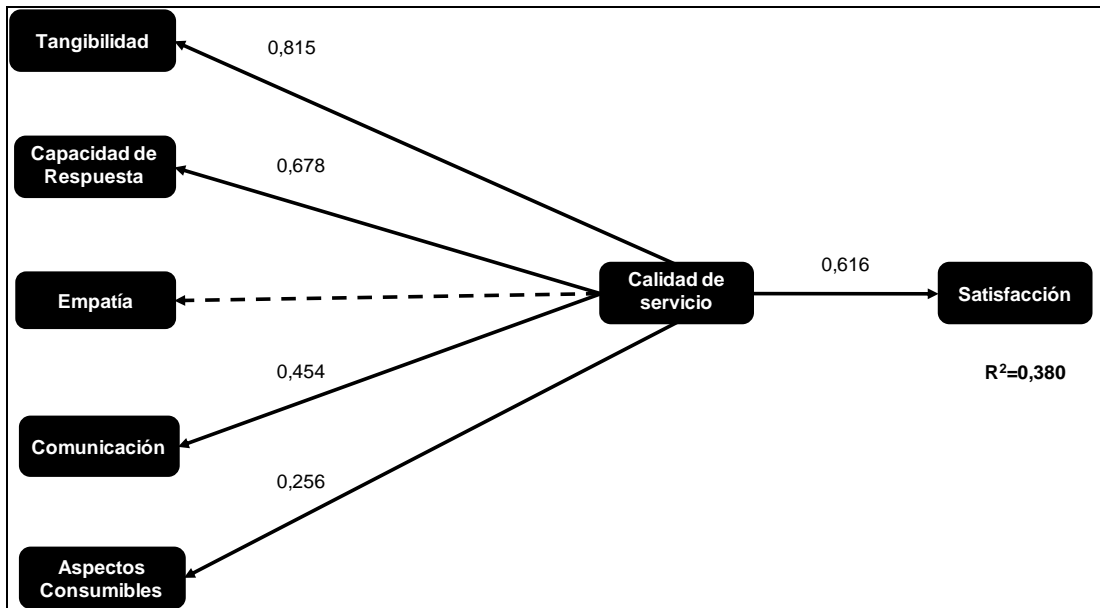 Tangibilidad
0,815
Capacidad de
Respuesta
0,678
Empatía
Calidad de
servicio
0,616
Satisfacción
R²=0,380
0,454
Comunicación
0,256
Aspectos
Consumibles